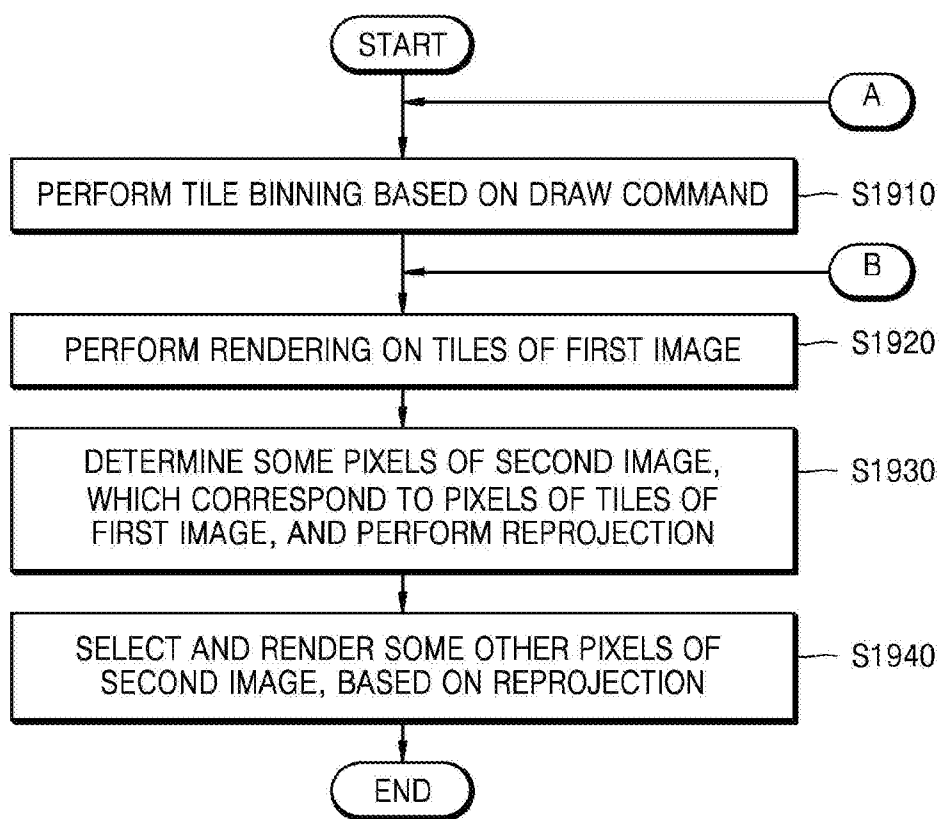 START
A
PERFORM TILE BINNING BASED ON DRAW COMMAND
S1910
B
PERFORM RENDERING ON TILES OF FIRST IMAGE
S1920
DETERMINE SOME PIXELS OF SECOND IMAGE,
WHICH CORRESPOND TO PIXELS OF TILES OF
FIRST IMAGE, AND PERFORM REPROJECTION
S1930
SELECT AND RENDER SOME OTHER PIXELS OF
SECOND IMAGE, BASED ON REPROJECTION
S1940
END